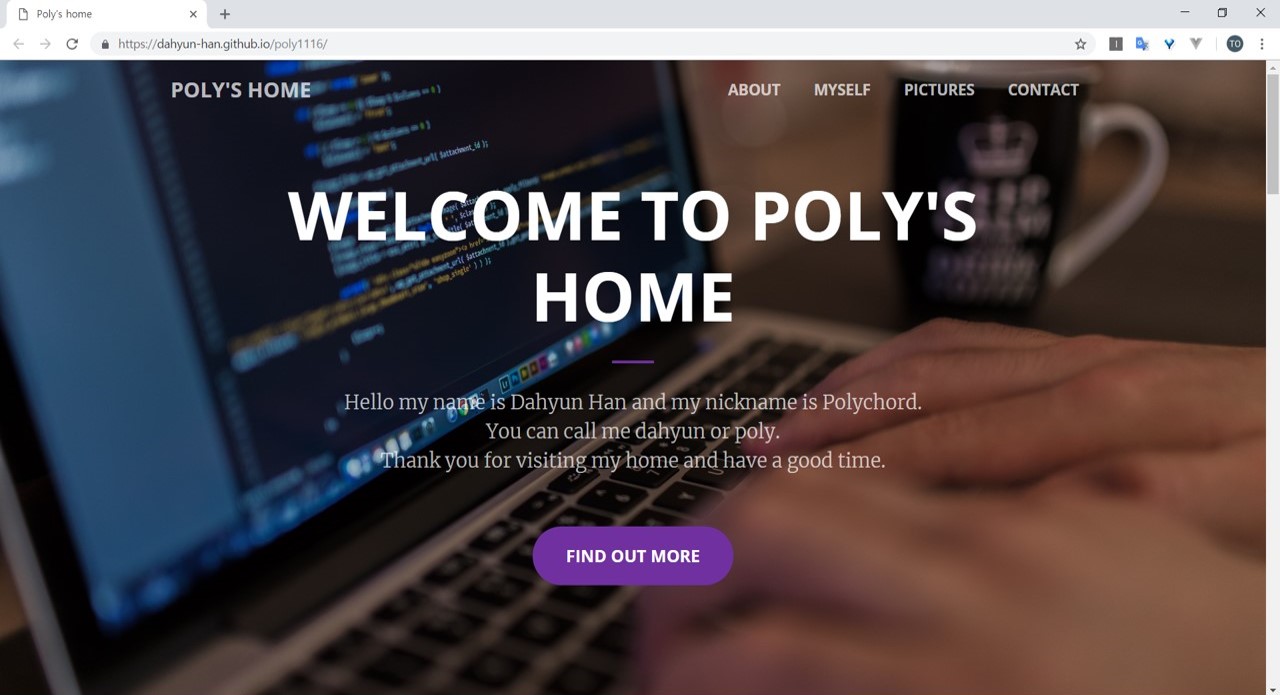 Poly's home
https://dahyun-han.github.io/poly1116/
TO
POLY'S HOME
ABOUT MYSELF PICTURES CONTACT
WELCOME TO POLY'S
HOME
Hello my name is Dahyun Han and my nickname is Polychord.
You can call me dahyun or poly.
Thank you for visiting my home and have a good time.
FIND OUT MORE